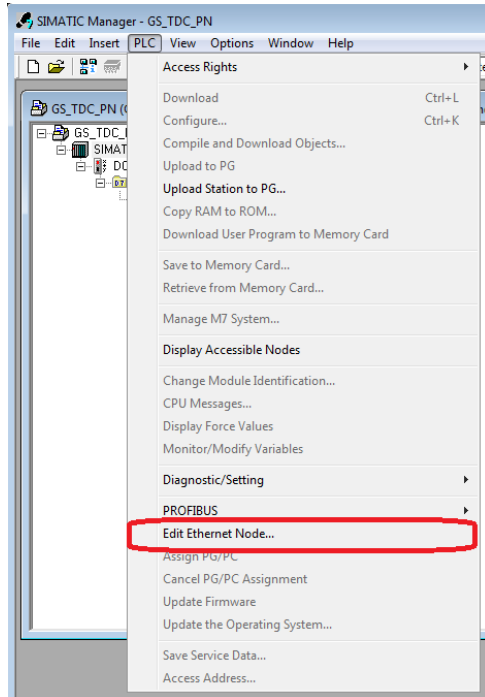 SIMATIC Manager - GS_TDC_PN
File Edit Insert PLC View Options Window Help
Access Rights
GS_TDC_PN (
Download Ctrl+L
Configure... Ctrl+K
GS_TDC_
Compile and Download Objects...
SIMAT
Upload to PG
DC
Upload Station to PG...
D7
Copy RAM to ROM...
Download User Program to Memory Card
Save to Memory Card...
Retrieve from Memory Card...
Manage M7 System...
Display Accessible Nodes
Change Module Identification...
CPU Messages...
Display Force Values
Monitor/Modify Variables
Diagnostic/Setting
PROFIBUS
Edit Ethernet Node...
Assign PG/PC
Cancel PG/PC Assignment
Update Firmware
Update the Operating System...
Save Service Data...
Access Address...